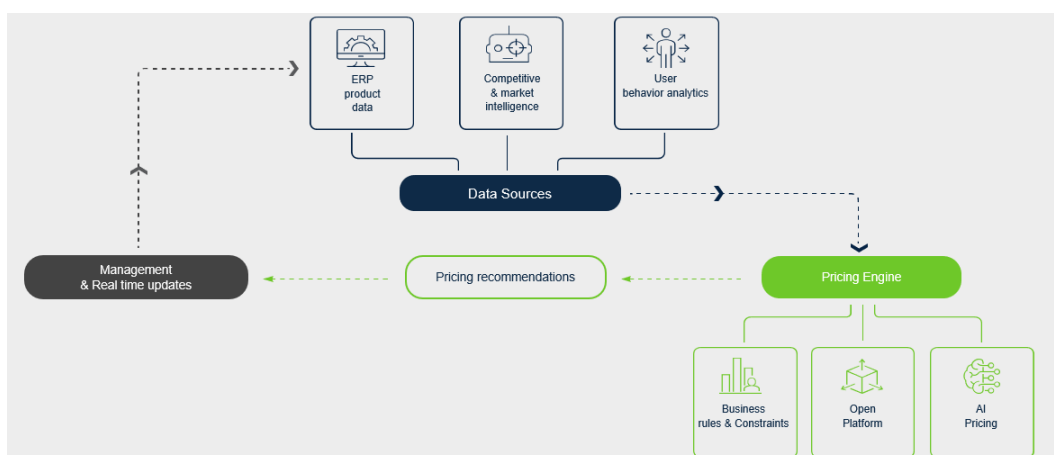 ERP
product
data
Competitive
& market
intelligence
User
behavior analytics
Data Sources
Management
& Real time updates
Pricing recommendations
Pricing Engine
Business
rules & Constraints
Open
Platform
AI
Pricing